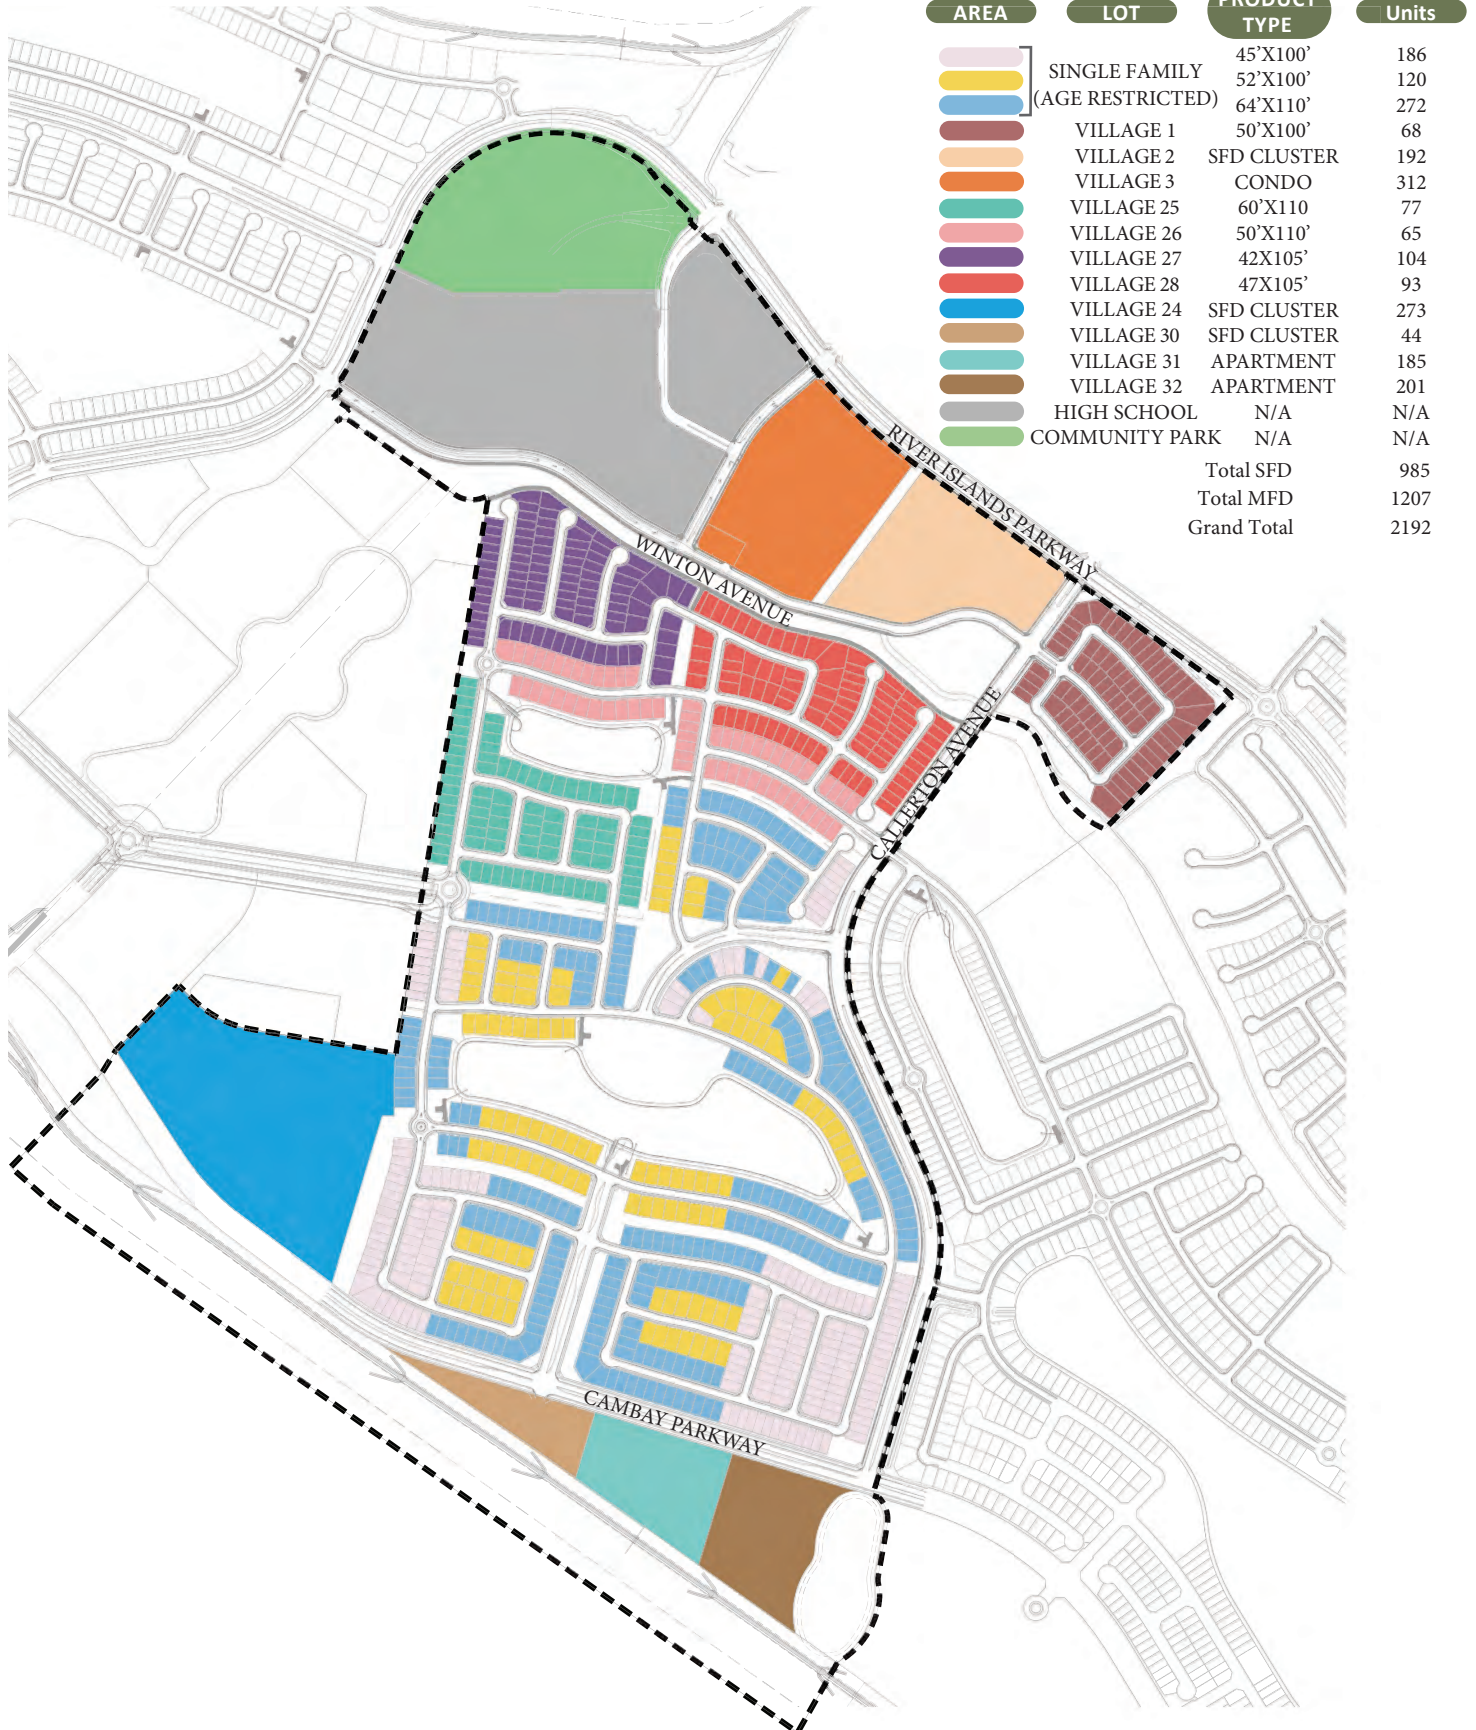 AREA LOT PRODUCT TYPE Units
45’X100’ 186
SINGLE FAMILY 52’X100’ 120
(AGE RESTRICTED) 64’X110’ 272
VILLAGE 1 50’X100’ 68
VILLAGE 2 SFD CLUSTER 192
VILLAGE 3 CONDO 312
VILLAGE 25 60’X110 77
VILLAGE 26 50’X110’ 65
VILLAGE 27 42X105’ 104
VILLAGE 28 47X105’ 93
VILLAGE 24 SFD CLUSTER 273
VILLAGE 30 SFD CLUSTER 44
VILLAGE 31 APARTMENT 185
VILLAGE 32 APARTMENT 201
HIGH SCHOOL N/A N/A
COMMUNITY PARK N/A N/A
Total SFD 985
Total MFD 1207
Grand Total 2192
RIVER ISLANDS PARKWAY
WINTON AVENUE
CALLERTON AVENUE
CAMBAY PARKWAY